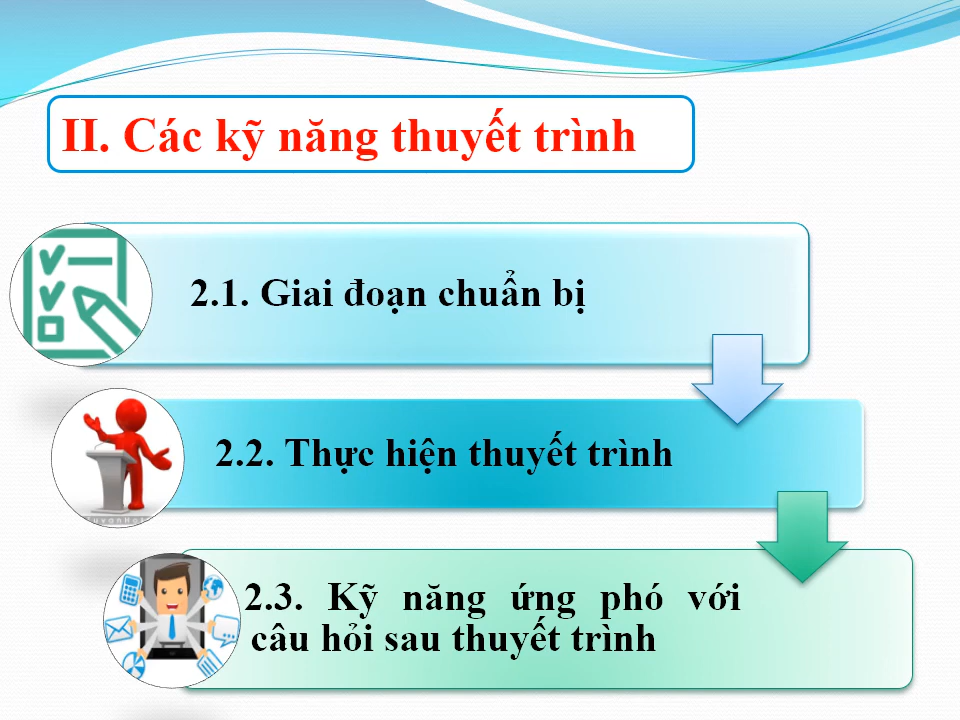 II. Các kỹ năng thuyết trình
2.1. Giai đoạn chuẩn bị
2.2. Thực hiện thuyết trình
2.3. Kỹ năng ứng phó với
câu hỏi sau thuyết trình